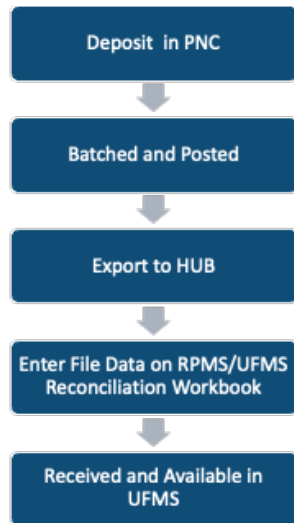 Deposit in PNC
Batched and Posted
Export to HUB
Enter File Data on RPMS/UFMS
Reconciliation Workbook
Received and Available in
UFMS